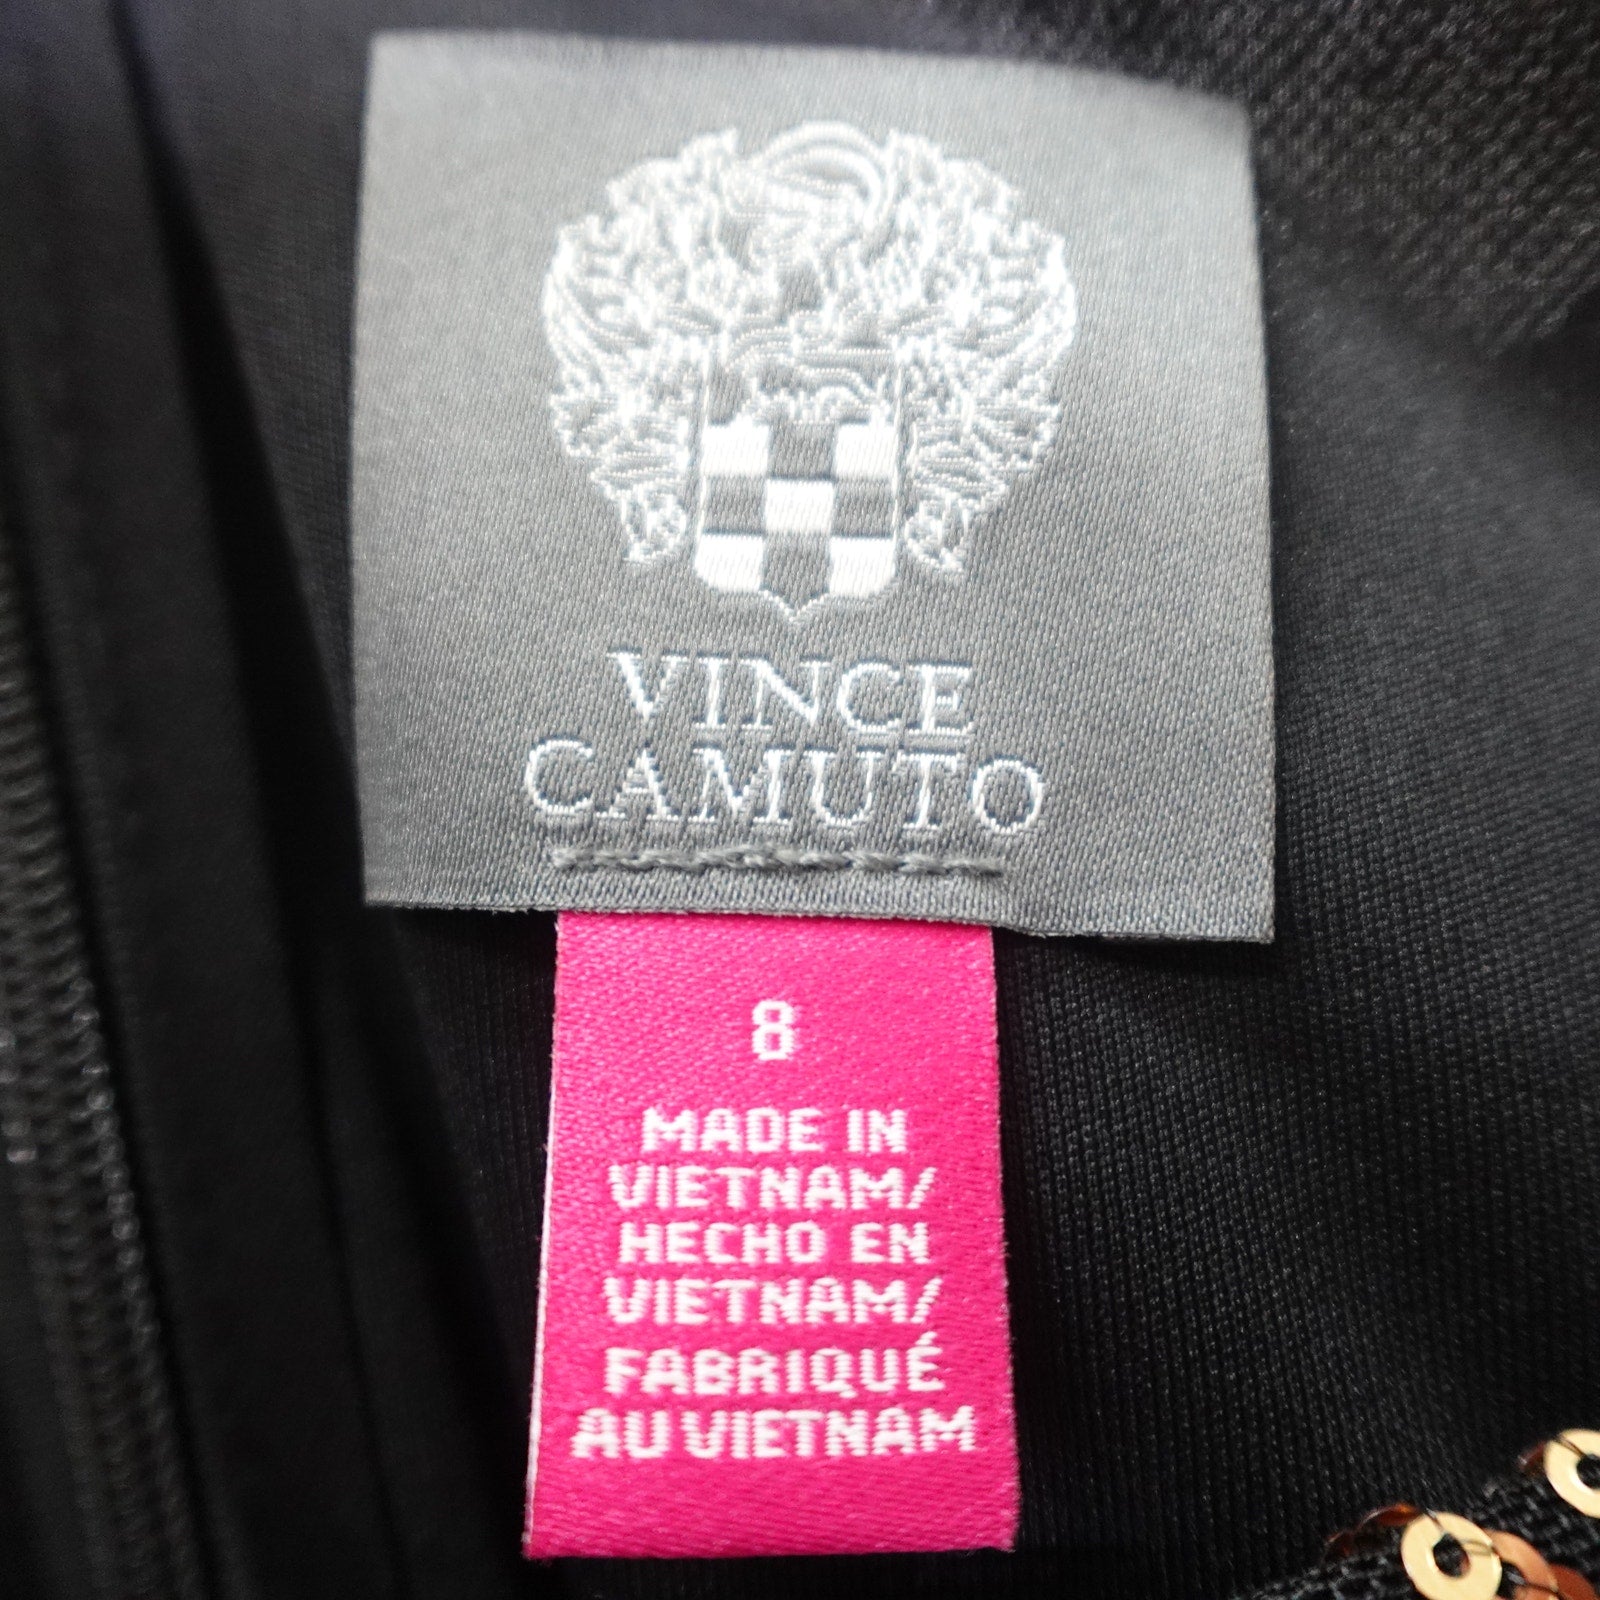 VINCE
CAMUTO
8
MADE IN
VIETNAM/
HECHO EN
VIETNAM/
FABRIQUÉ
AU VIETNAM